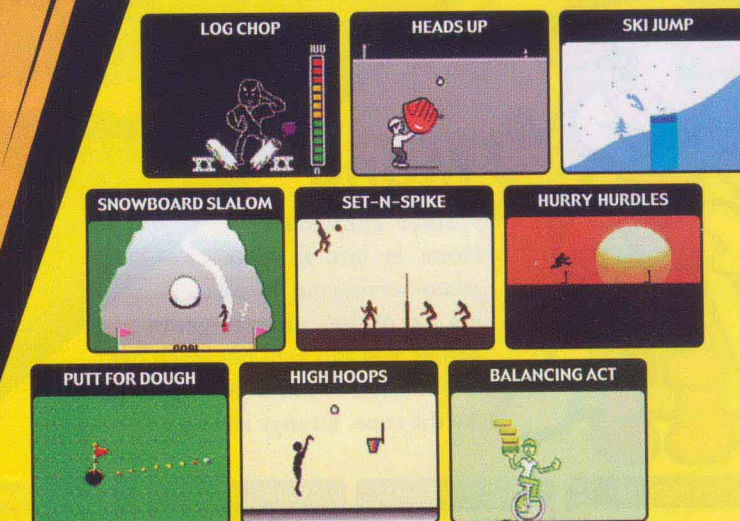 LOG CHOP
HEADS UP
SKI JUMP
SNOWBOARD SLALOM
GOAL
SET-N-SPIKE
HURRY HURDLES
PUTT FOR DOUGH
HIGH HOOPS
BALANCING ACT